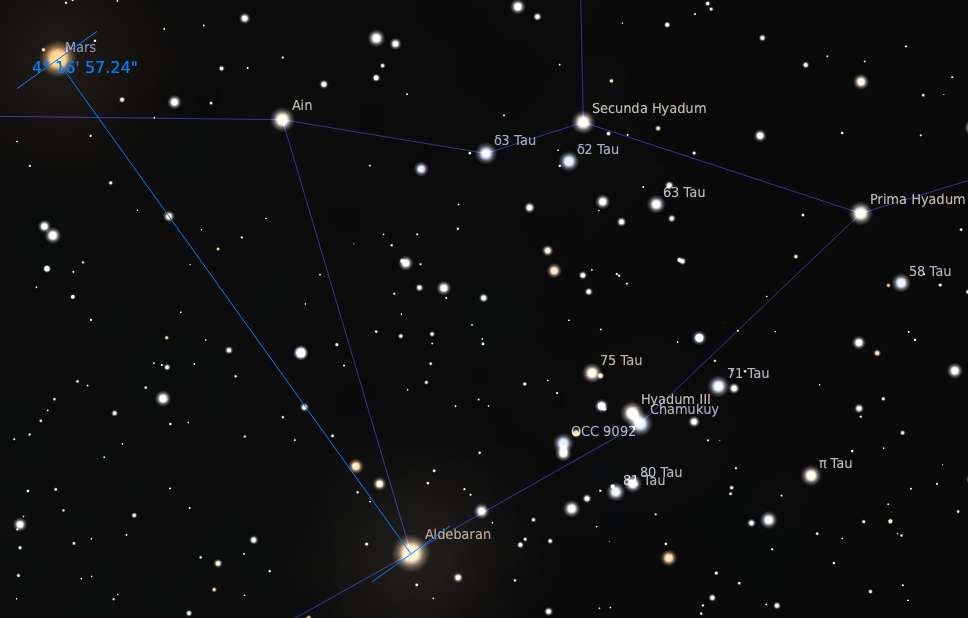 Mars
4° 16' 57.24"
Ain
Secunda Hyadum
δ3 Tau
δ2 Tau
63 Tau
Prima Hyadum
58 Tau
75 Tau
71 Tau
Hyadum III
Chamukuy
OCC 9092
80 Tau
81 Tau
π Tau
Aldebaran